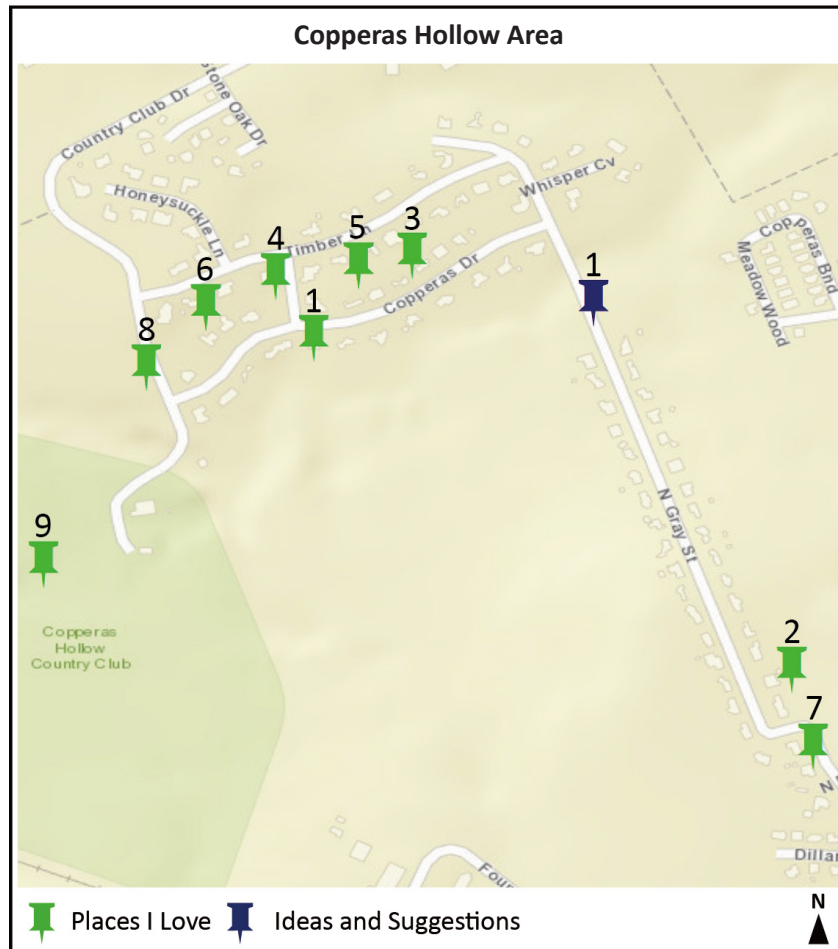 Copperas Hollow Area
Country Club Dr
Stone Oak Dr
Honeysuckle Ln
Timber Ln
Whisper Cv
Copperas Dr
Copperas Bnd
Meadow Wood
3
5
4
1
6
1
8
N Gray St
9
Copperas
Hollow
Country Club
2
7
N
Dillar
Four
Places I Love
Ideas and Suggestions
N